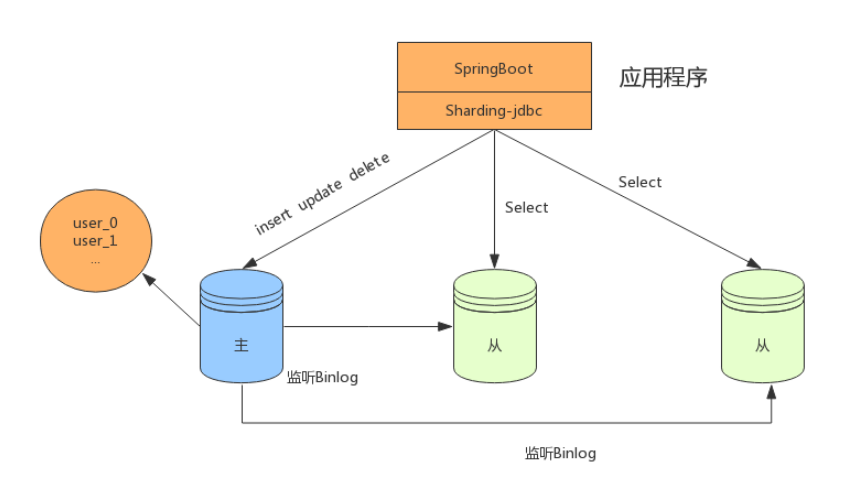 SpringBoot
应用程序
Sharding-jdbc
insert update delete
Select
Select
user_0
user_1
...
主
从
从
监听Binlog
监听Binlog